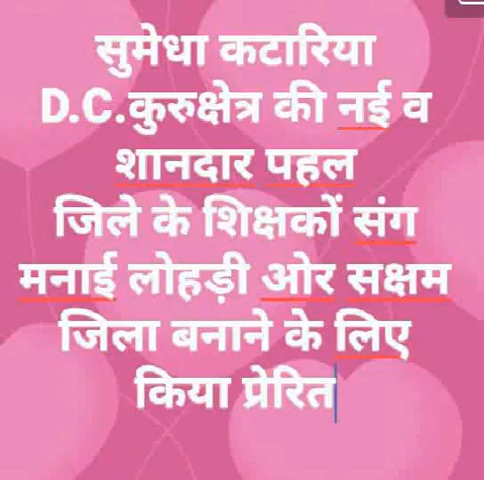 सुमेधा कटारिया
D.C.कुरुक्षेत्र की नई व
शानदार पहल
जिले के शिक्षकों संग
मनाई लोहड़ी ओर सक्षम
जिला बनाने के लिए
किया प्रेरित